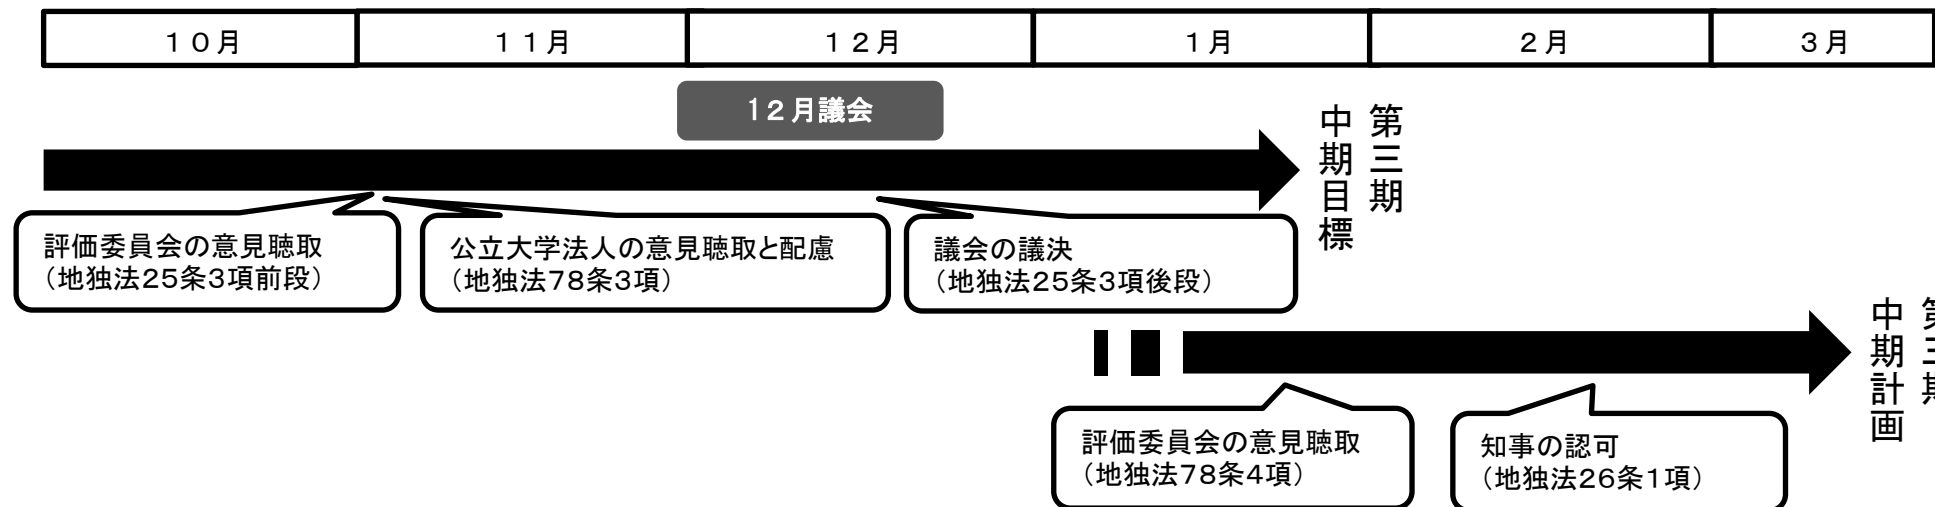 １０月
１１月
１２月
１月
２月
３月
１２月議会
第三期
中期目標
評価委員会の意見聴取
（地独法２５条３項前段）
公立大学法人の意見聴取と配慮
（地独法７８条３項）
議会の議決
（地独法２５条３項後段）
第三期
中期計画
評価委員会の意見聴取
（地独法７８条４項）
知事の認可
（地独法２６条１項）